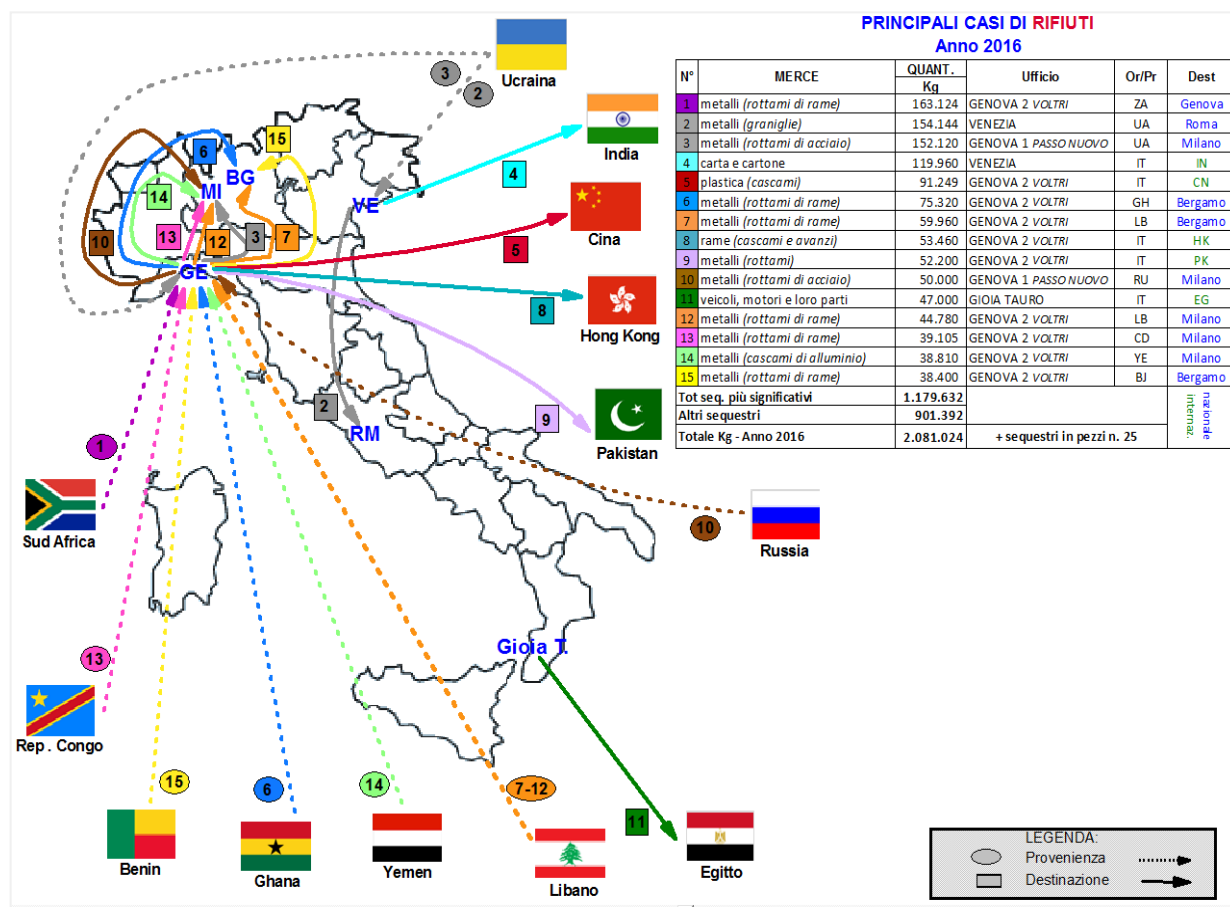 PRINCIPALI CASI DI RIFIUTI
Anno 2016
N° MERCE QUANT. Kg Ufficio Or/Pr Dest
1 metalli (rottami di rame) 163.124 GENOVA 2 VOLTRI ZA Genova
2 metalli (graniglie) 154.144 VENEZIA UA Roma
3 metalli (rottami di acciaio) 152.120 GENOVA 1 PASSO NUOVO UA Milano
4 carta e cartone 119.960 VENEZIA IT IN
5 plastica (cascami) 91.249 GENOVA 2 VOLTRI IT CN
6 metalli (rottami di rame) 75.320 GENOVA 2 VOLTRI GH Bergamo
7 metalli (rottami di rame) 59.960 GENOVA 2 VOLTRI LB Bergamo
8 rame (cascami e avanzi) 53.460 GENOVA 2 VOLTRI IT HK
9 metalli (rottami) 52.200 GENOVA 2 VOLTRI IT PK
10 metalli (rottami di acciaio) 50.000 GENOVA 1 PASSO NUOVO RU Milano
11 veicoli, motori e loro parti 47.000 GIOIA TAURO IT EG
12 metalli (rottami di rame) 44.780 GENOVA 2 VOLTRI LB Milano
13 metalli (rottami di rame) 39.105 GENOVA 2 VOLTRI CD Milano
14 metalli (cascami di alluminio) 38.810 GENOVA 2 VOLTRI YE Milano
15 metalli (rottami di rame) 38.400 GENOVA 2 VOLTRI BJ Bergamo
Tot seq. più significativi 1.179.632
Altri sequestri 901.392
Totale Kg - Anno 2016 2.081.024 + sequestri in pezzi n. 25
nazionale
internaz.
Ucraina
3
2
India
4
15
6
BG
MI
14
VE
Cina
5
13
12
3
7
10
GE
Hong Kong
8
2
RM
9
Pakistan
1
Sud Africa
10
Russia
13
Rep . Congo
Gioia T.
15
6
14
7-12
11
Benin
Ghana
Yemen
Libano
Egitto
LEGENDA:
Provenienza
Destinazione